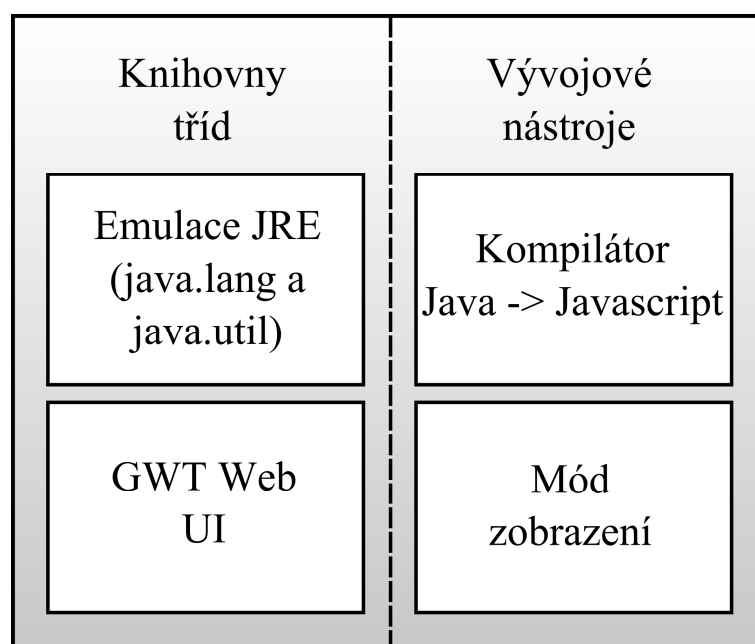 Knihovny
tříd
Emulace JRE
(java.lang a
java.util)
GWT Web
UI
Vývojové
nástroje
Kompilátor
Java -> Javascript
Mód
zobrazení